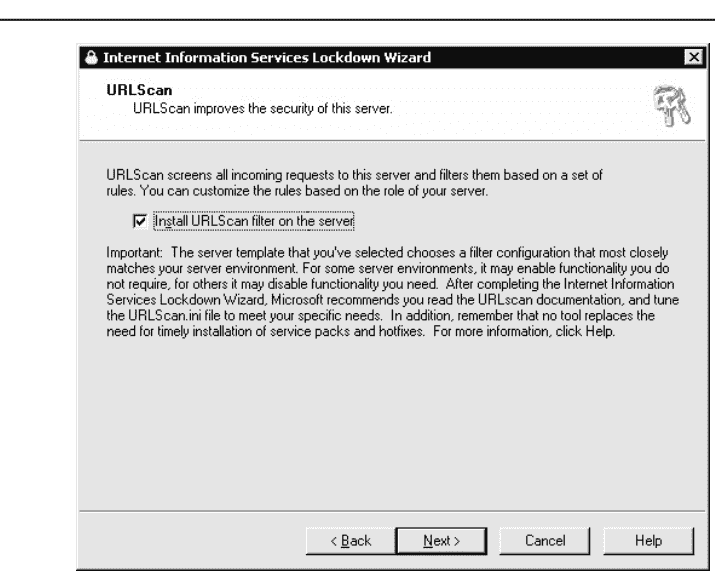 Internet Information Services Lockdown Wizard
URLScan
URLScan improves the security of this server.
URLScan screens all incoming requests to this server and filters them based on a set of
rules. You can customize the rules based on the role of your server.
Install URLScan filter on the server
Important: The server template that you've selected chooses a filter configuration that most closely
matches your server environment. For some server environments, it may enable functionality you do
not require, for others it may disable functionality you need. After completing the Internet Information
Services Lockdown Wizard, Microsoft recommends you read the URLscan documentation, and tune
the URLScan.ini file to meet your specific needs. In addition, remember that no tool replaces the
need for timely installation of service packs and hotfixes. For more information, click Help.
< Back Next > Cancel Help